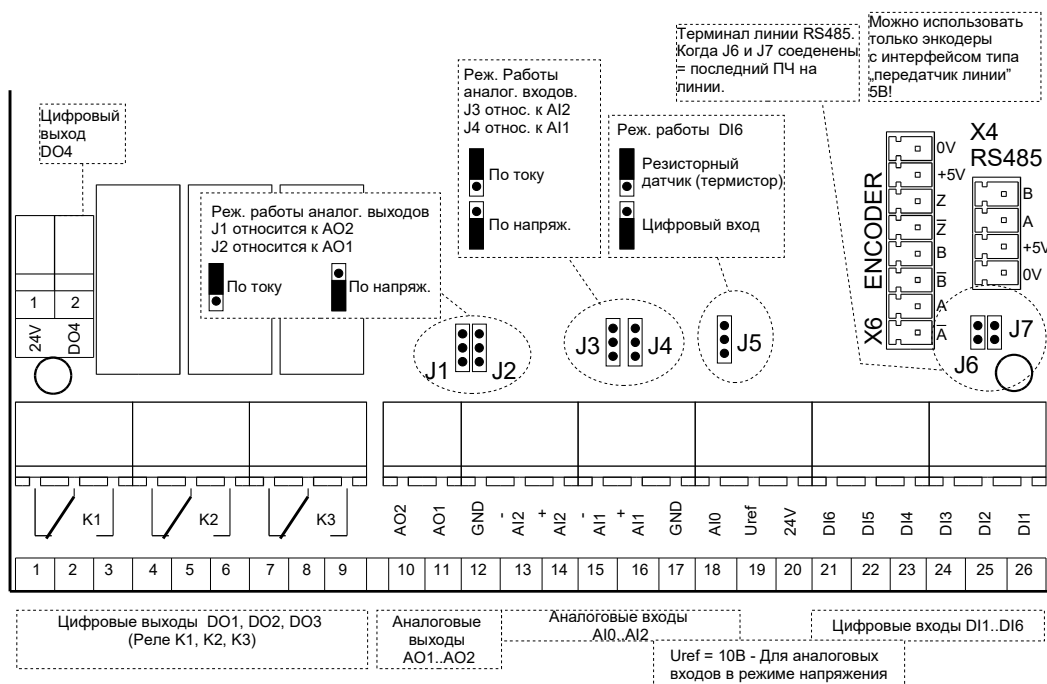 Терминал линии RS485.
Когда J6 и J7 соеденены
= последний ПЧ на
линии.
Можно использовать
только энкодеры
с интерфейсом типа
„передатчик линии”
5В!
Реж. Работы
аналог. входов.
J3 относ. к AI2
J4 относ. к AI1
По току
По напряж.
Реж. работы DI6
Резисторный
датчик (термистор)
Цифровый вход
Цифровый
выход
DO4
Реж. работы аналог. выходов
J1 относится к AO2
J2 относится к AO1
По току
По напряж.
X6 ENCODER
0V
+5V
Z
Z̅
B
B̅
A
A̅
X4
RS485
B
A
+5V
0V
1 2
24V DO4
J1 J2
J3 J4
J5
J6 J7
K1 K2 K3
AO2 AO1 GND - AI2 + AI2 - AI1 + AI1 GND AI0 Uref 24V DI6 DI5 DI4 DI3 DI2 DI1
1 2 3 4 5 6 7 8 9 10 11 12 13 14 15 16 17 18 19 20 21 22 23 24 25 26
Цифровые выходы DO1, DO2, DO3
(Реле K1, K2, K3)
Аналоговые
выходы
AO1..AO2
Аналоговые входы
AI0..AI2
Цифровые входы DI1..DI6
Uref = 10В - Для аналоговых
входов в режиме напряжения